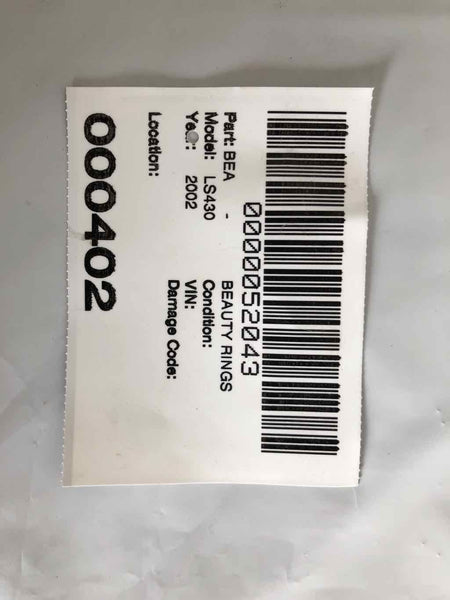 0000052043
Part: BEA - BEAUTY RINGS
Model: LS430 Condition:
Year: 2002 VIN:
Damage Code:
Location:
000402